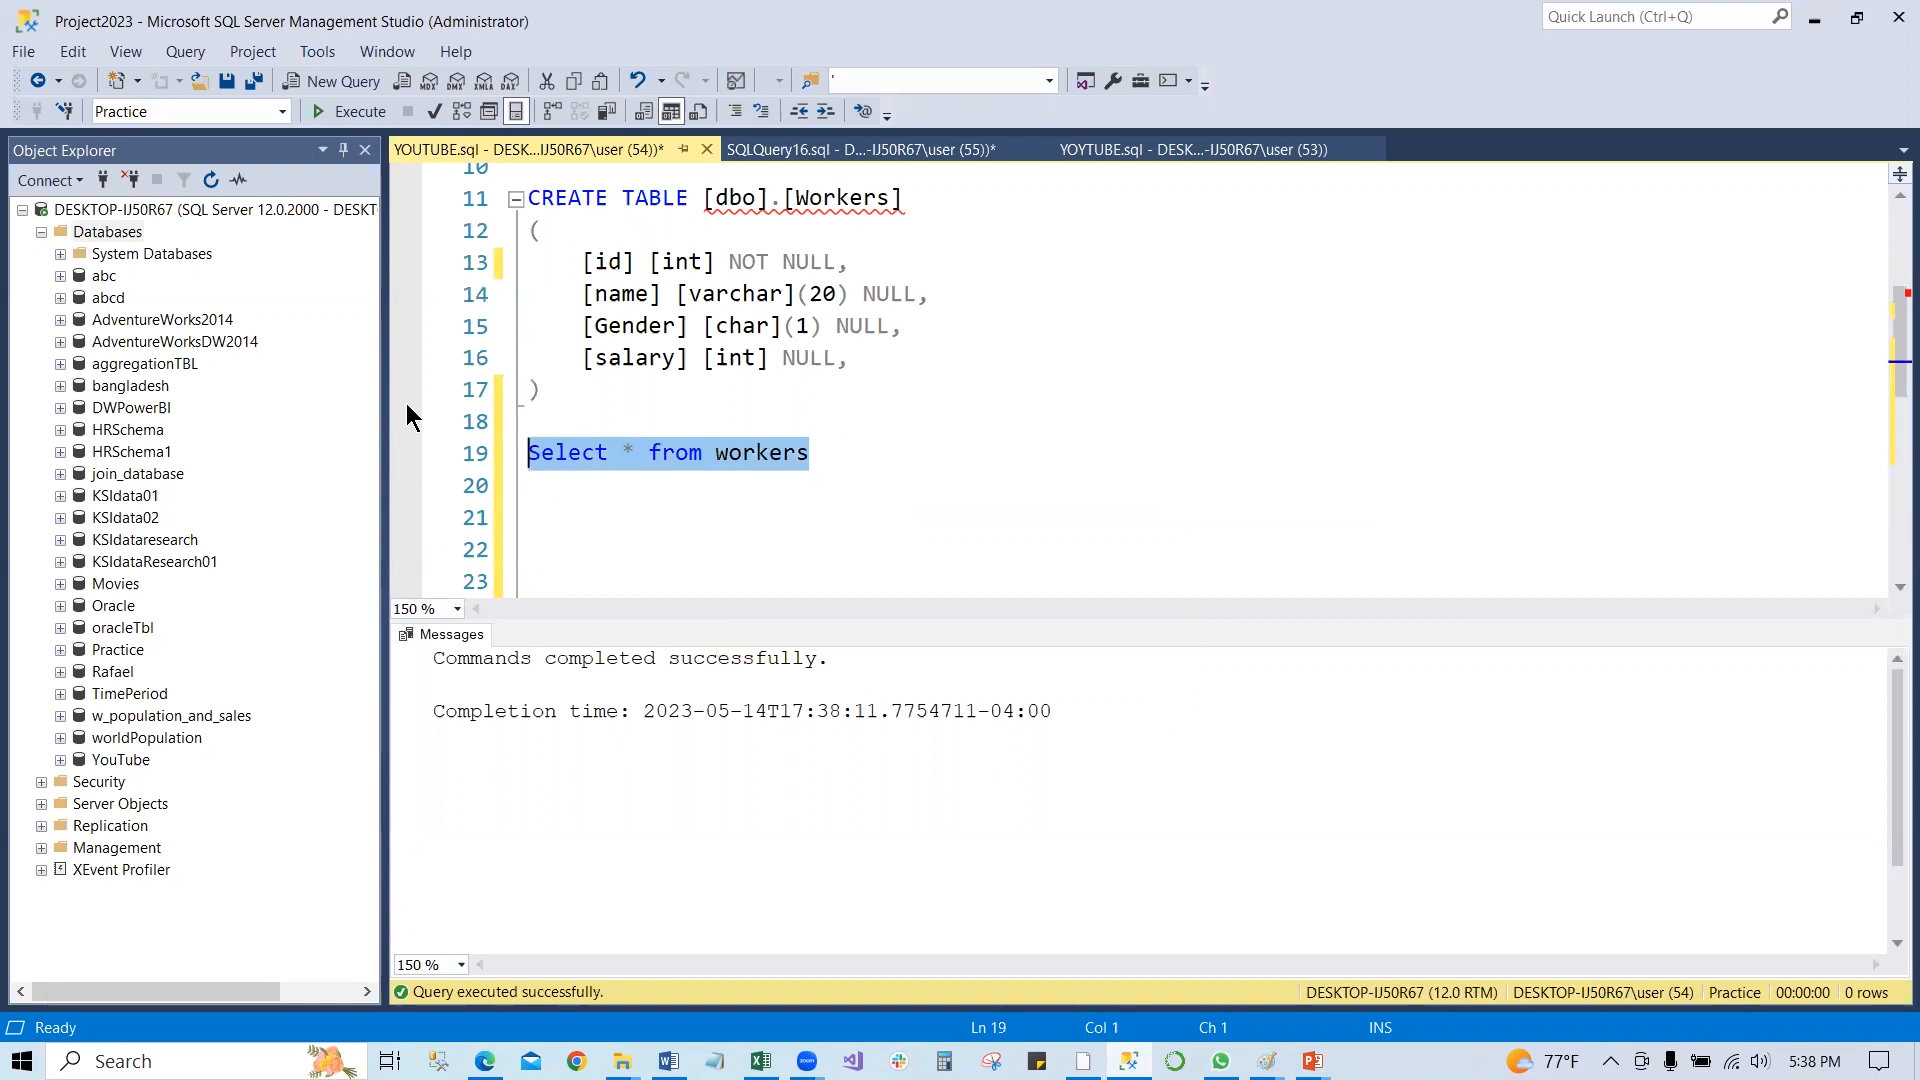 Project2023 - Microsoft SQL Server Management Studio (Administrator)
Quick Launch (Ctrl+Q)
File Edit View Query Project Tools Window Help
New Query MDX DMX XMLA DAX '
Practice Execute
Object Explorer
Connect
DESKTOP-IJ50R67 (SQL Server 12.0.2000 - DESKT
Databases
System Databases
abc
abcd
AdventureWorks2014
AdventureWorksDW2014
aggregationTBL
bangladesh
DWPowerBI
HRSchema
HRSchema1
join_database
KSIdata01
KSIdata02
KSIdataresearch
KSIdataResearch01
Movies
Oracle
oracleTbl
Practice
Rafael
TimePeriod
w_population_and_sales
worldPopulation
YouTube
Security
Server Objects
Replication
Management
XEvent Profiler
YOUTUBE.sql - DESK...IJ50R67\user (54))* SQLQuery16.sql - D...-IJ50R67\user (55))* YOYTUBE.sql - DESK...-IJ50R67\user (53))
10
11 CREATE TABLE [dbo].[Workers]
12 (
13 [id] [int] NOT NULL,
14 [name] [varchar](20) NULL,
15 [Gender] [char](1) NULL,
16 [salary] [int] NULL,
17 )
18
19 Select * from workers
20
21
22
23
150 %
Messages
Commands completed successfully.
Completion time: 2023-05-14T17:38:11.7754711-04:00
150 %
Query executed successfully. DESKTOP-IJ50R67 (12.0 RTM) DESKTOP-IJ50R67\user (54) Practice 00:00:00 0 rows
Ready Ln 19 Col 1 Ch 1 INS
Search zoom 77°F 5:38 PM